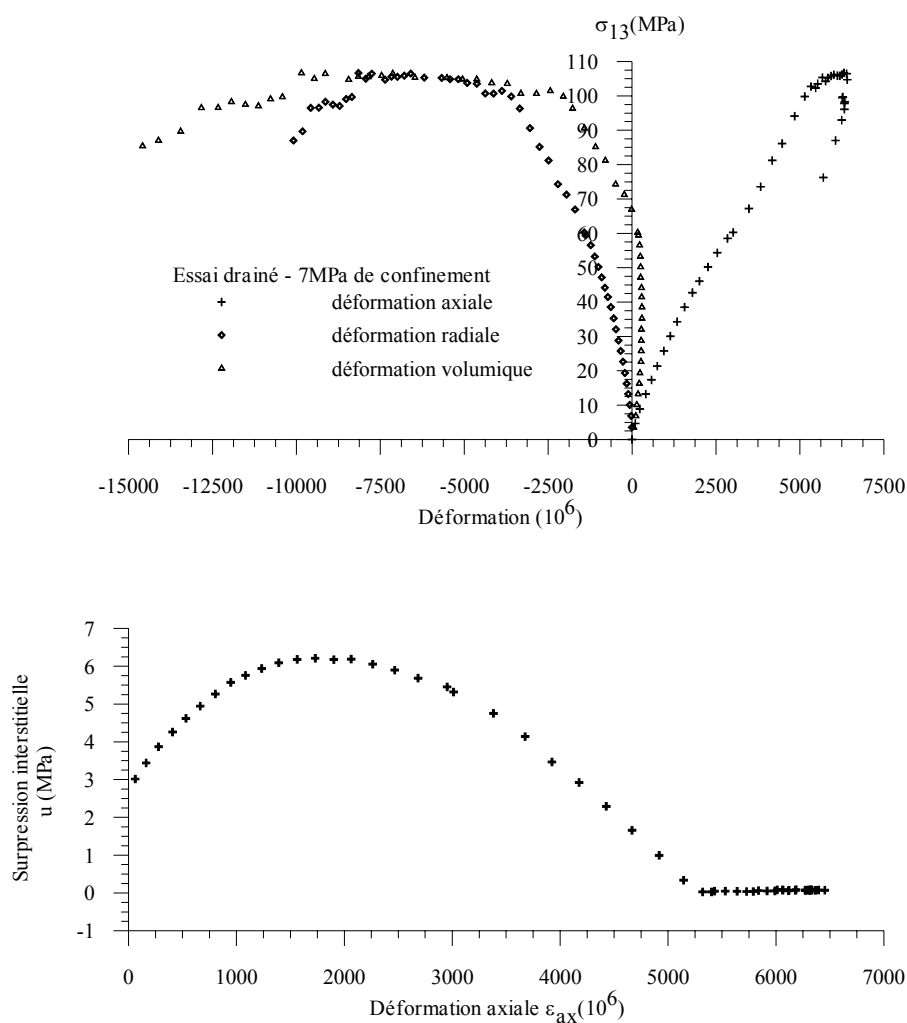 σ13(MPa)
110
100
90
80
70
60
50
40
30
20
10
0
Essai drainé - 7MPa de confinement
déformation axiale
déformation radiale
déformation volumique
-15000 -12500 -10000 -7500 -5000 -2500 0 2500 5000 7500
Déformation (10^6)
7
6
5
4
3
2
1
0
-1
Surpression interstitielle
u (MPa)
0 1000 2000 3000 4000 5000 6000 7000
Déformation axiale εax(10^6)